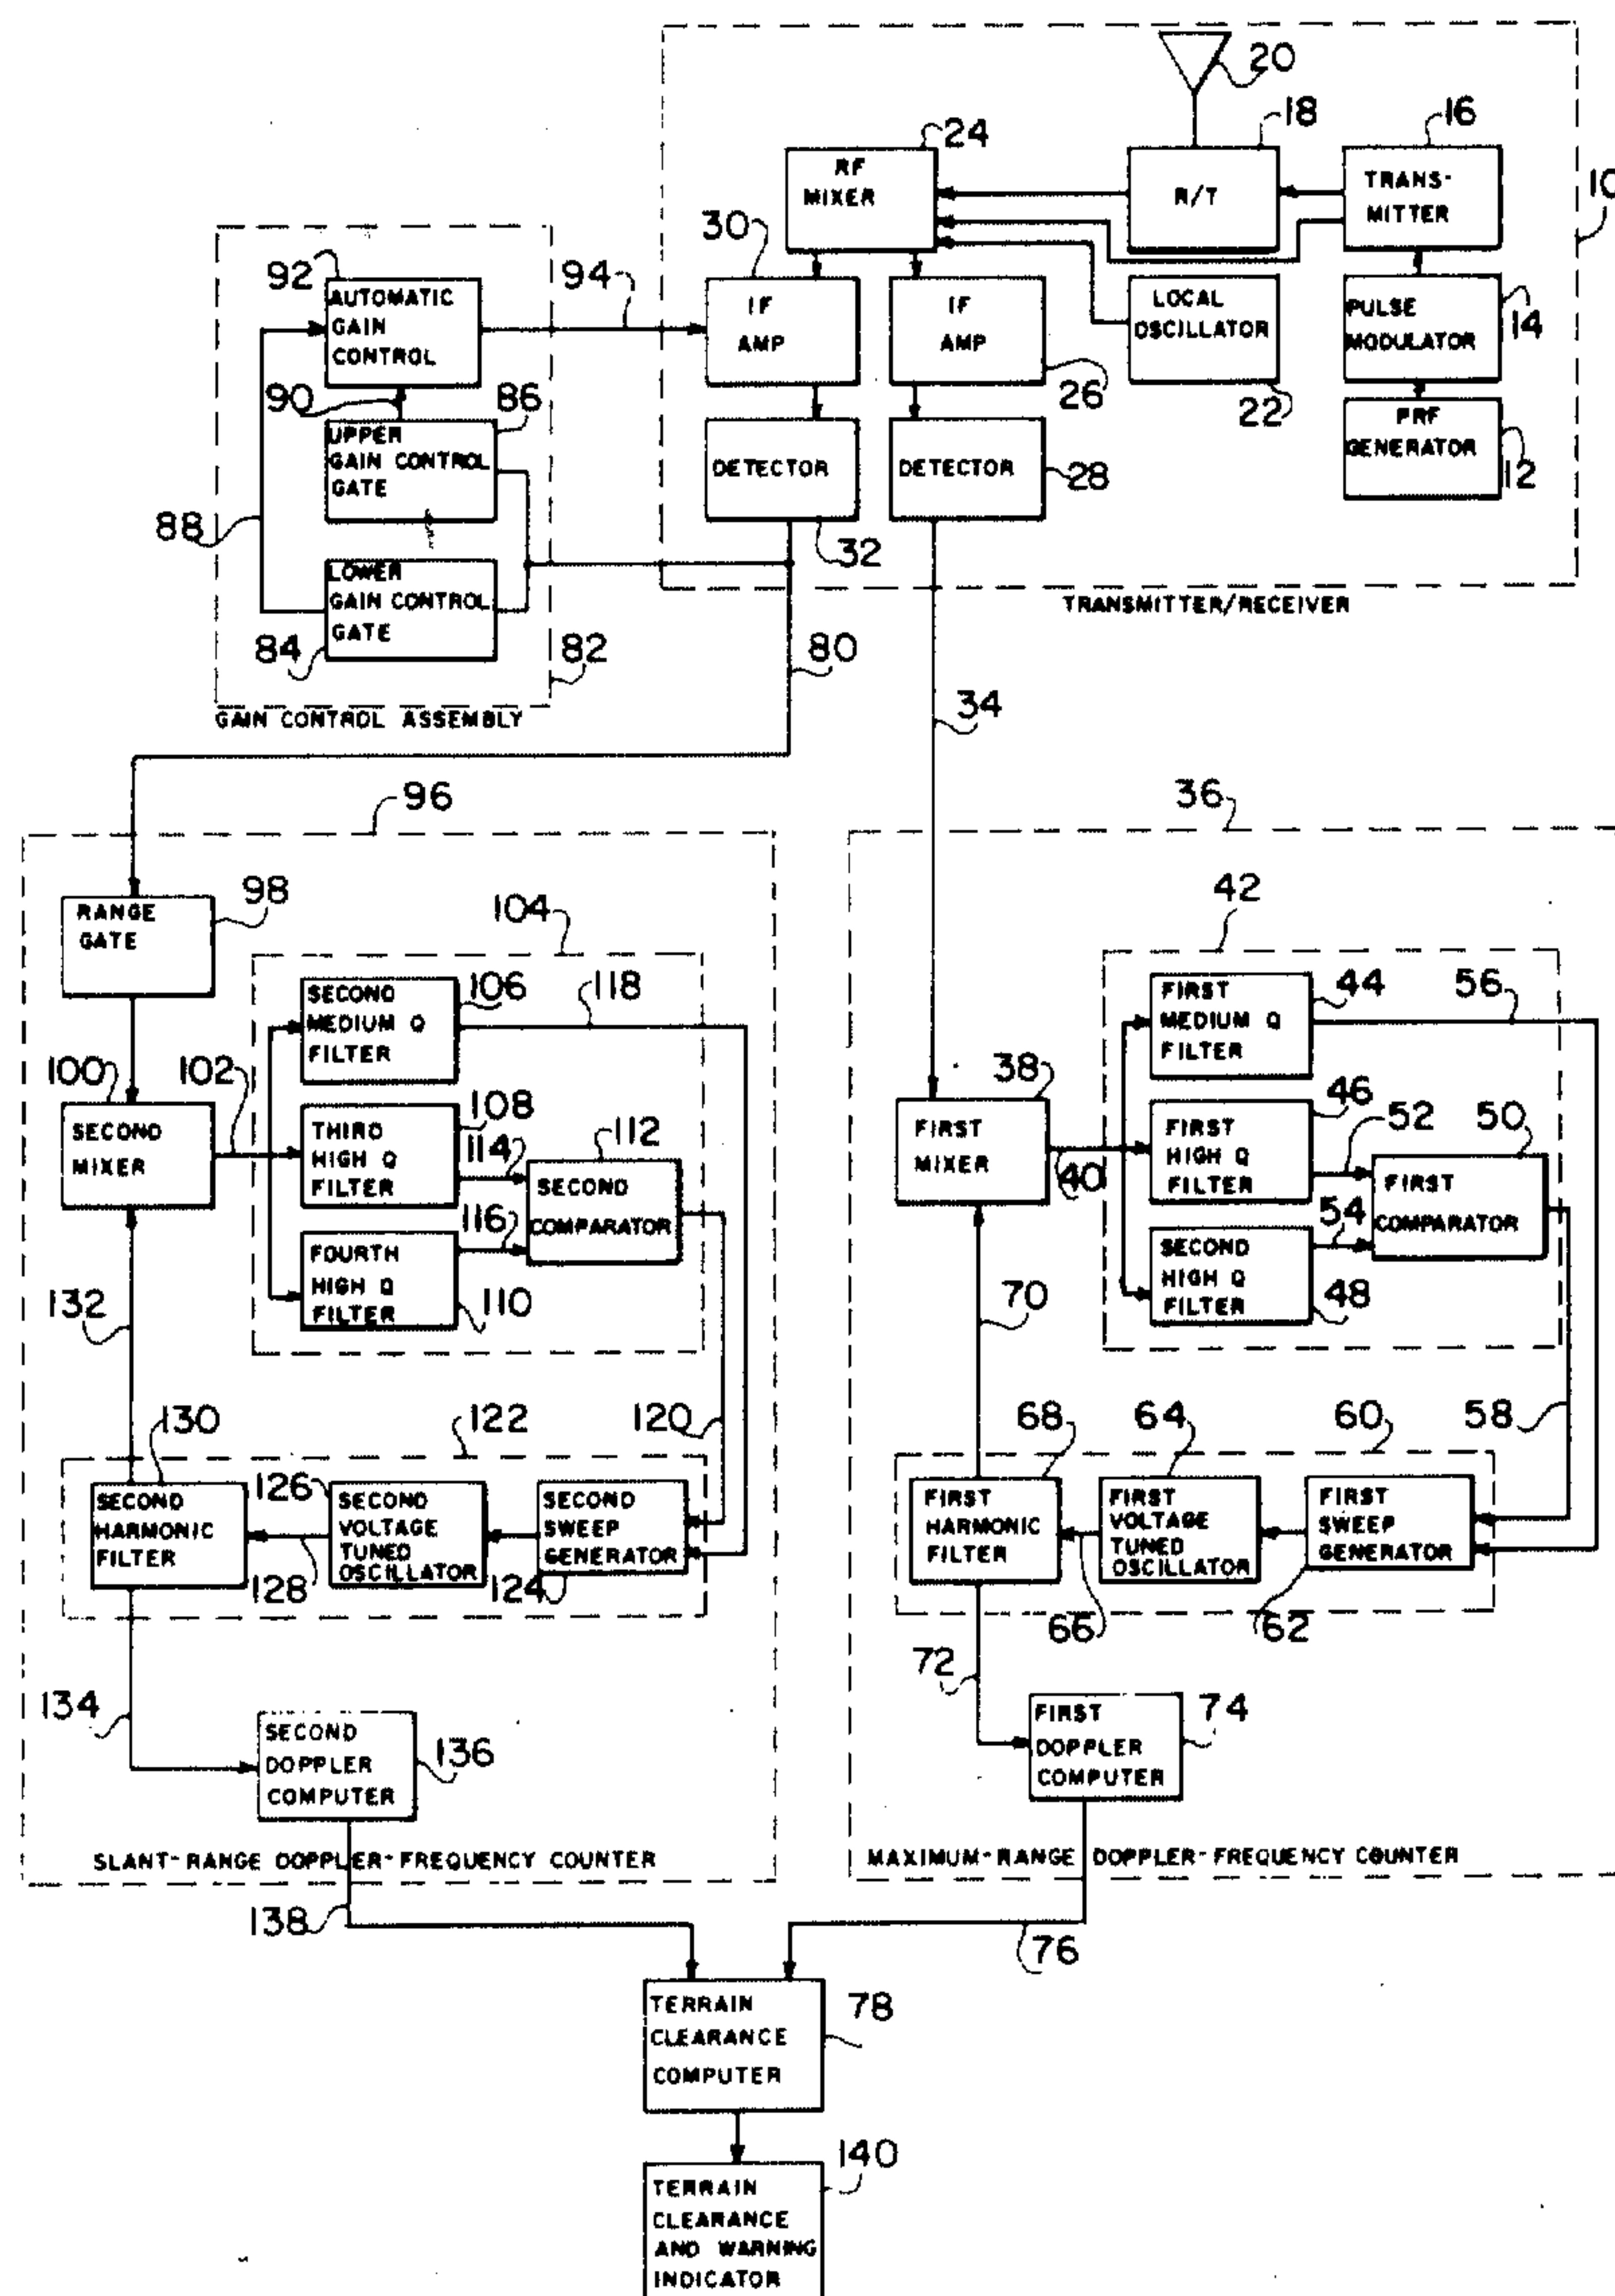 20
24
18
16
RF
MIXER
R/T
TRANS-
MITTER
10
30
92
94
AUTOMATIC
GAIN
CONTROL
IF
AMP
IF
AMP
LOCAL
OSCILLATOR
PULSE
MODULATOR
14
90
86
26
22
PRF
GENERATOR
12
UPPER
GAIN CONTROL
GATE
DETECTOR
DETECTOR
28
88
32
LOWER
GAIN CONTROL
GATE
TRANSMITTER/RECEIVER
84
82
80
GAIN CONTROL ASSEMBLY
34
96
36
RANGE
GATE
98
104
42
SECOND
MEDIUM Q
FILTER
106
118
FIRST
MEDIUM Q
FILTER
44
56
100
102
38
SECOND
MIXER
THIRD
HIGH Q
FILTER
108
114
112
SECOND
COMPARATOR
FIRST
MIXER
40
FIRST
HIGH Q
FILTER
46
52
50
FIRST
COMPARATOR
116
54
FOURTH
HIGH Q
FILTER
110
SECOND
HIGH Q
FILTER
48
132
70
130
122
120
68
64
60
58
SECOND
HARMONIC
FILTER
126
SECOND
VOLTAGE
TUNED
OSCILLATOR
SECOND
SWEEP
GENERATOR
128
124
FIRST
HARMONIC
FILTER
FIRST
VOLTAGE
TUNED
OSCILLATOR
FIRST
SWEEP
GENERATOR
66
62
72
134
SECOND
DOPPLER
COMPUTER
136
FIRST
DOPPLER
COMPUTER
74
SLANT-RANGE DOPPLER-FREQUENCY COUNTER
MAXIMUM-RANGE DOPPLER-FREQUENCY COUNTER
138
76
TERRAIN
CLEARANCE
COMPUTER
78
140
TERRAIN
CLEARANCE
AND WARNING
INDICATOR